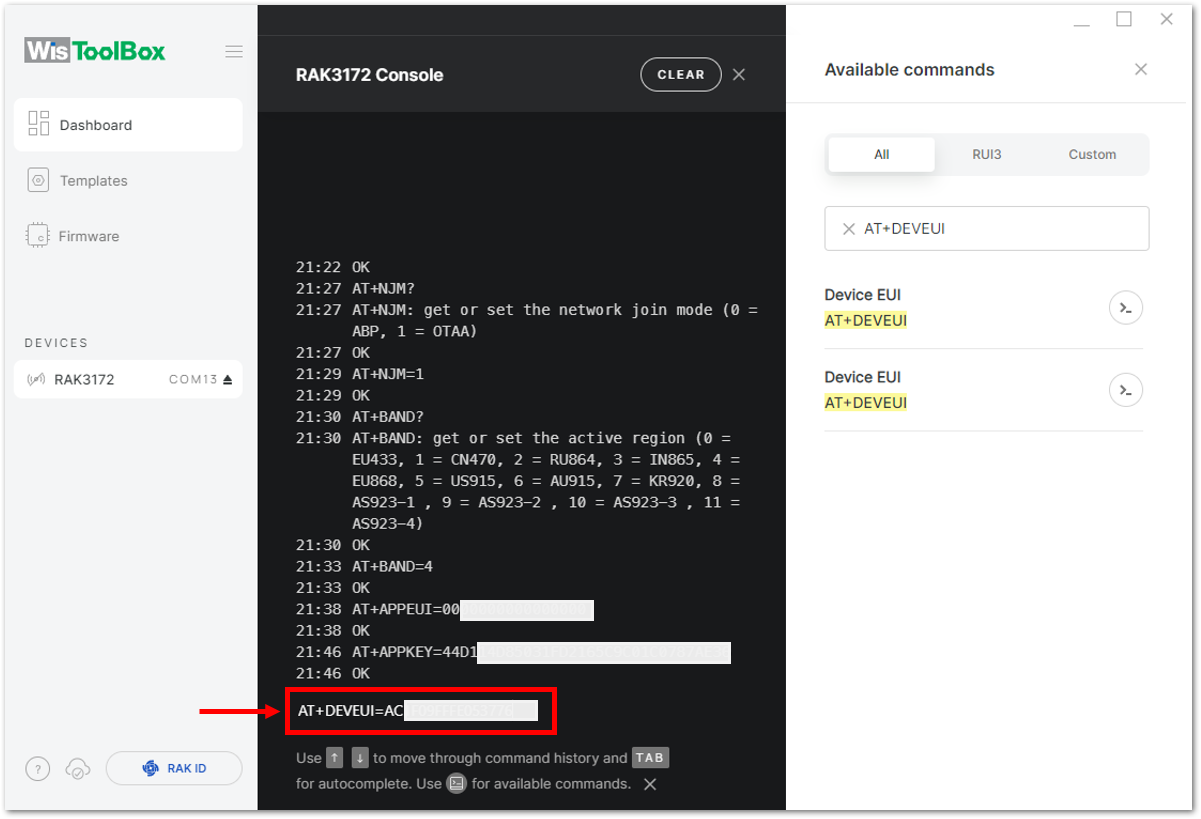 WisToolBox
Dashboard
Templates
Firmware
DEVICES
RAK3172 COM13
?
RAK ID
RAK3172 Console
CLEAR
21:22 OK
21:27 AT+NJM?
21:27 AT+NJM: get or set the network join mode (0 =
ABP, 1 = OTAA)
21:27 OK
21:29 AT+NJM=1
21:29 OK
21:30 AT+BAND?
21:30 AT+BAND: get or set the active region (0 =
EU433, 1 = CN470, 2 = RU864, 3 = IN865, 4 =
EU868, 5 = US915, 6 = AU915, 7 = KR920, 8 =
AS923-1 , 9 = AS923-2 , 10 = AS923-3 , 11 =
AS923-4)
21:30 OK
21:33 AT+BAND=4
21:33 OK
21:38 AT+APPEUI=00
21:38 OK
21:46 AT+APPKEY=44D1
21:46 OK
AT+DEVEUI=AC
Use ↑ ↓ to move through command history and TAB
for autocomplete. Use for available commands.
Available commands
All RUI3 Custom
AT+DEVEUI
Device EUI
AT+DEVEUI
Device EUI
AT+DEVEUI